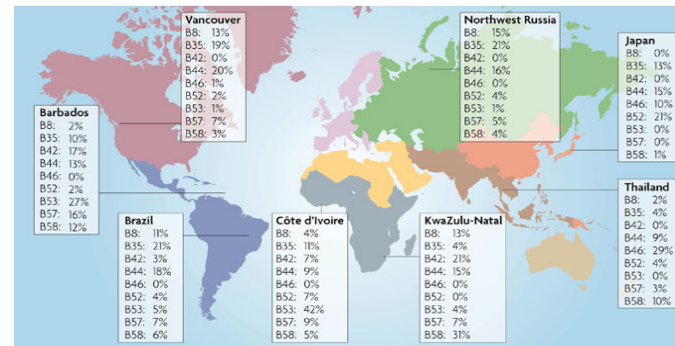 Vancouver
B8: 13%
B35: 19%
B42: 0%
B44: 20%
B46: 1%
B52: 2%
B53: 1%
B57: 7%
B58: 3%
Northwest Russia
B8: 15%
B35: 21%
B42: 0%
B44: 16%
B46: 0%
B52: 4%
B53: 1%
B57: 5%
B58: 4%
Japan
B8: 0%
B35: 13%
B42: 0%
B44: 15%
B46: 10%
B52: 21%
B53: 0%
B57: 0%
B58: 1%
Barbados
B8: 2%
B35: 10%
B42: 17%
B44: 13%
B46: 0%
B52: 2%
B53: 27%
B57: 16%
B58: 12%
Thailand
B8: 2%
B35: 4%
B42: 0%
B44: 9%
B46: 29%
B52: 4%
B53: 0%
B57: 3%
B58: 10%
Brazil
B8: 11%
B35: 21%
B42: 3%
B44: 18%
B46: 0%
B52: 4%
B53: 5%
B57: 7%
B58: 6%
Côte d'Ivoire
B8: 4%
B35: 11%
B42: 7%
B44: 9%
B46: 0%
B52: 7%
B53: 42%
B57: 9%
B58: 5%
KwaZulu-Natal
B8: 13%
B35: 4%
B42: 21%
B44: 15%
B46: 0%
B52: 0%
B53: 4%
B57: 7%
B58: 31%